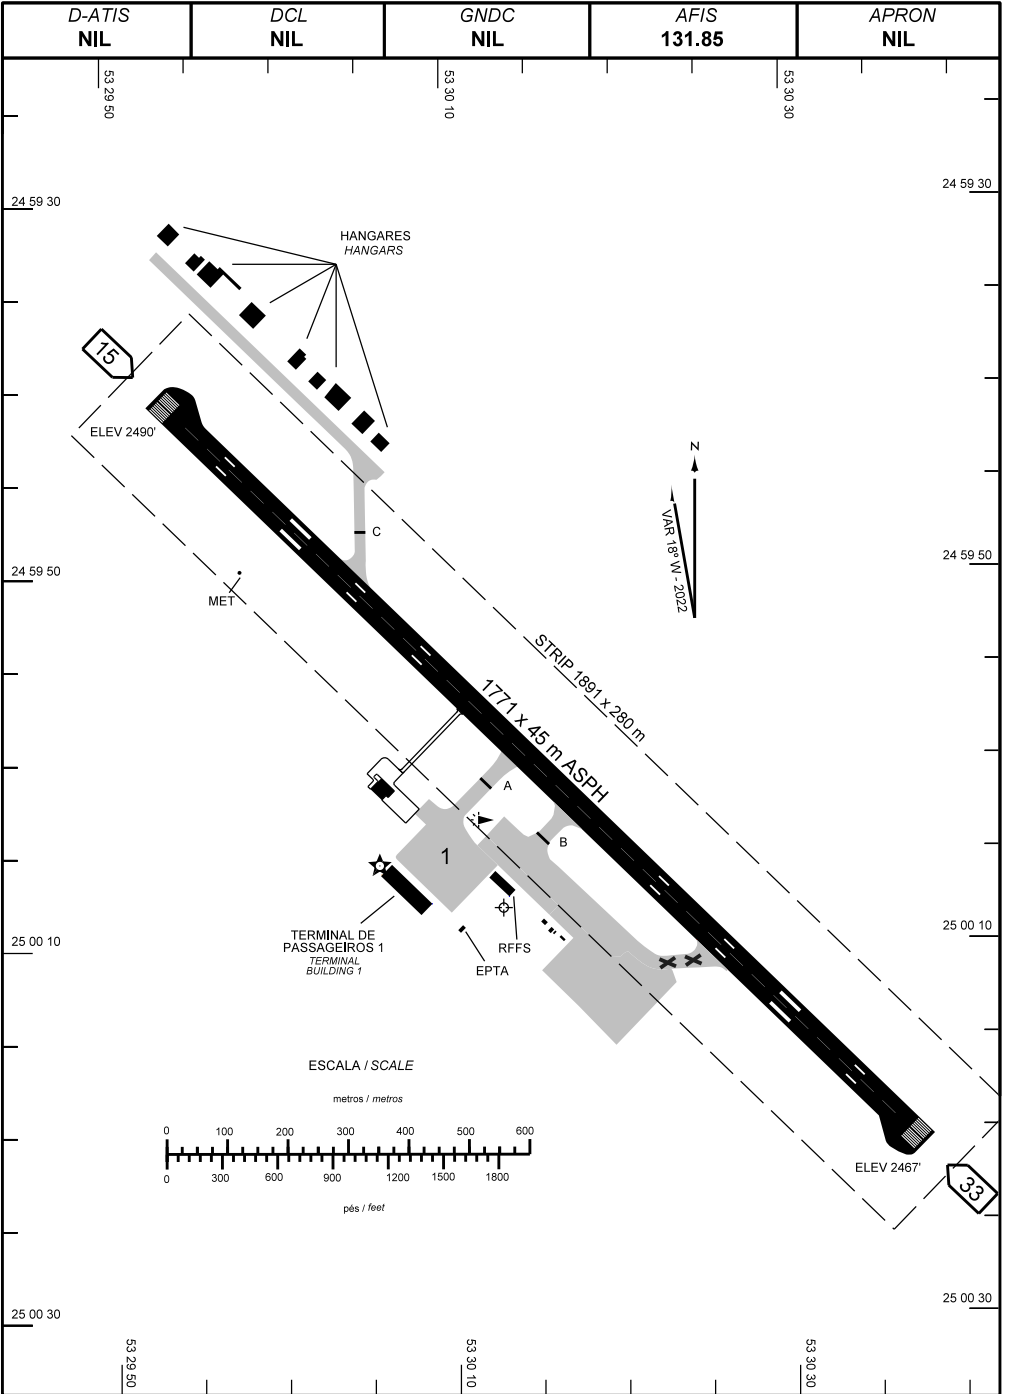 D-ATIS
NIL
DCL
NIL
GNDC
NIL
AFIS
131.85
APRON
NIL
53 29 50
53 30 10
53 30 30
24 59 30
24 59 30
HANGARES
HANGARS
15
ELEV 2490'
C
N
VAR 18º W - 2022
24 59 50
24 59 50
MET
STRIP 1891 x 280 m
1771 x 45 m ASPH
A
B
1
TERMINAL DE
PASSAGEIROS 1
TERMINAL
BUILDING 1
RFFS
EPTA
25 00 10
25 00 10
ESCALA / SCALE
metros / metros
0 100 200 300 400 500 600
0 300 600 900 1200 1500 1800
pés / feet
ELEV 2467'
33
25 00 30
25 00 30
53 29 50
53 30 10
53 30 30